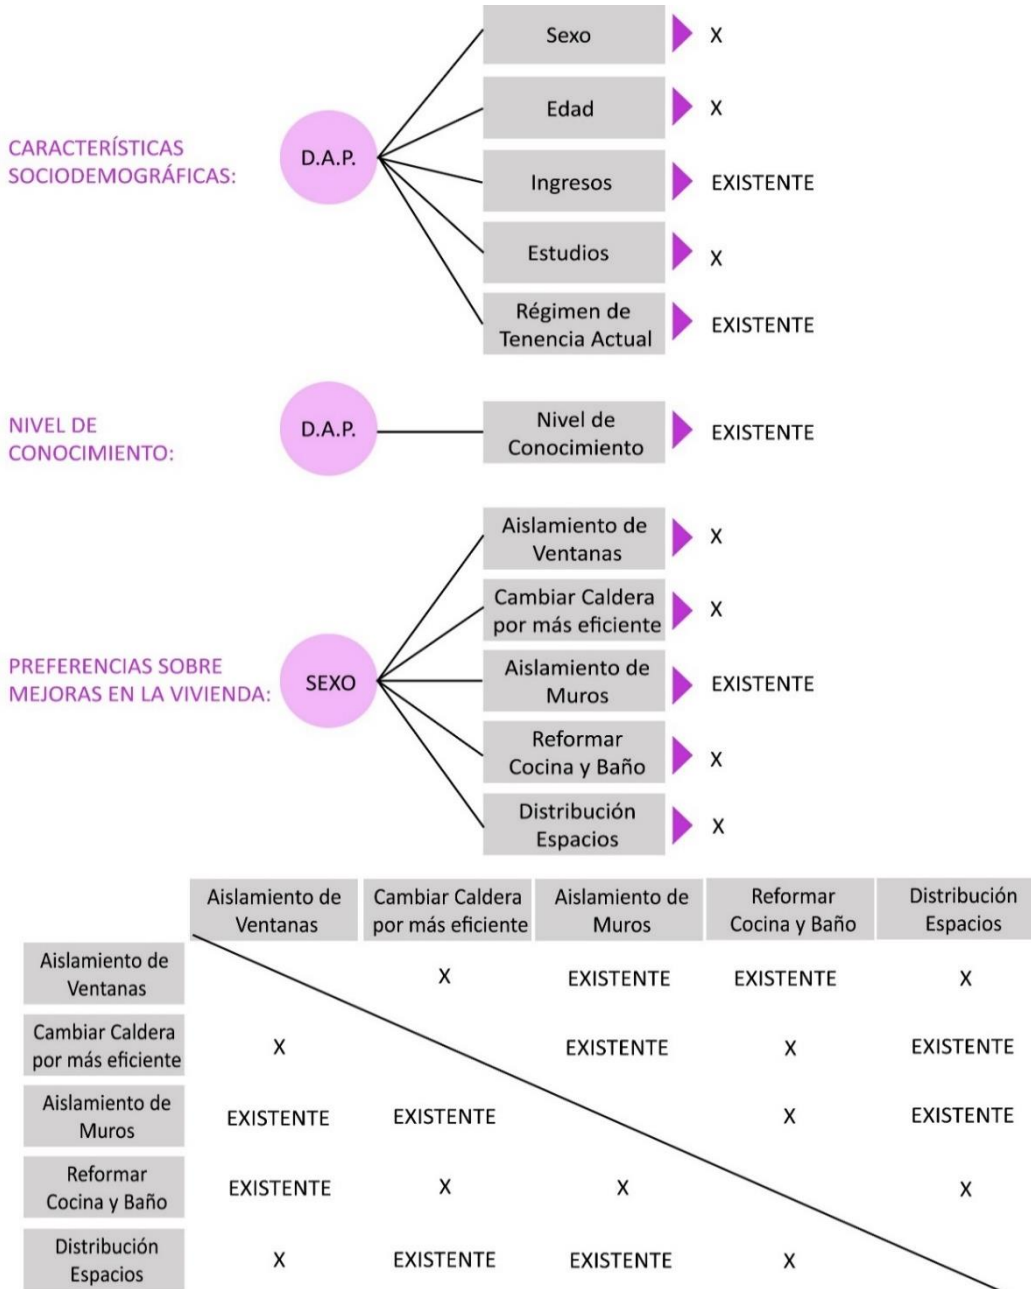 Sexo X
Edad X
CARACTERÍSTICAS
SOCIODEMOGRÁFICAS:
D.A.P.
Ingresos EXISTENTE
Estudios X
Régimen de
Tenencia Actual
EXISTENTE
NIVEL DE
CONOCIMIENTO:
D.A.P.
Nivel de
Conocimiento
EXISTENTE
Aislamiento de
Ventanas
X
Cambiar Caldera
por más eficiente
X
PREFERENCIAS SOBRE
MEJORAS EN LA VIVIENDA:
SEXO
Aislamiento de
Muros
EXISTENTE
Reformar
Cocina y Baño
X
Distribución
Espacios
X
Aislamiento de
Ventanas
Cambiar Caldera
por más eficiente
Aislamiento de
Muros
Reformar
Cocina y Baño
Distribución
Espacios
Aislamiento de
Ventanas
X EXISTENTE EXISTENTE X
Cambiar Caldera
por más eficiente
X EXISTENTE X EXISTENTE
Aislamiento de
Muros
EXISTENTE EXISTENTE X EXISTENTE
Reformar
Cocina y Baño
EXISTENTE X X X
Distribución
Espacios
X EXISTENTE EXISTENTE X